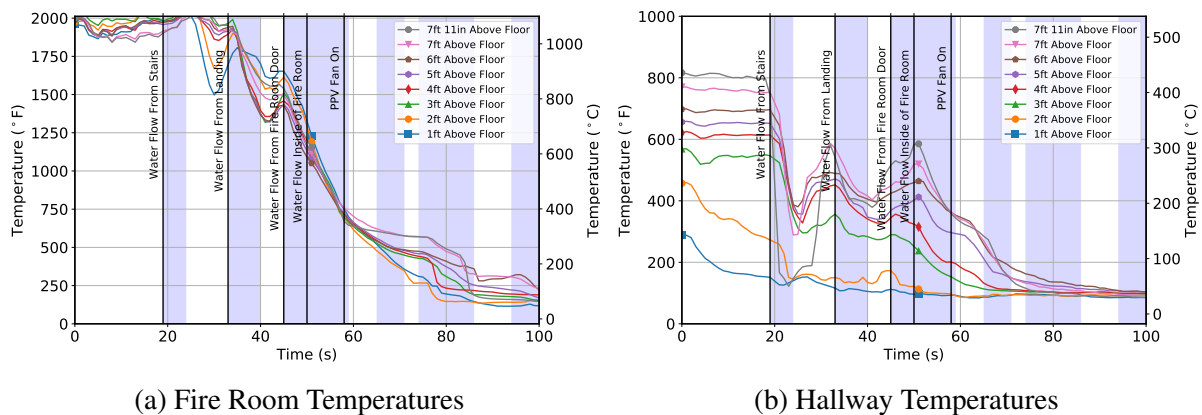 2000
1750
1500
1250
1000
750
500
250
0
Temperature (°F)
0
20
40
60
80
100
Time (s)
1000
800
600
400
200
0
Temperature (°C)
Water Flow From Stairs
Water Flow From Landing
Water Flow From Fire Room Door
Water Flow Inside of Fire Room
PPV Fan On
7ft 11in Above Floor
7ft Above Floor
6ft Above Floor
5ft Above Floor
4ft Above Floor
3ft Above Floor
2ft Above Floor
1ft Above Floor
(a) Fire Room Temperatures
1000
800
600
400
200
0
Temperature (°F)
0
20
40
60
80
100
Time (s)
500
400
300
200
100
0
Temperature (°C)
Water Flow From Stairs
Water Flow From Landing
Water Flow From Fire Room Door
Water Flow Inside of Fire Room
PPV Fan On
7ft 11in Above Floor
7ft Above Floor
6ft Above Floor
5ft Above Floor
4ft Above Floor
3ft Above Floor
2ft Above Floor
1ft Above Floor
(b) Hallway Temperatures